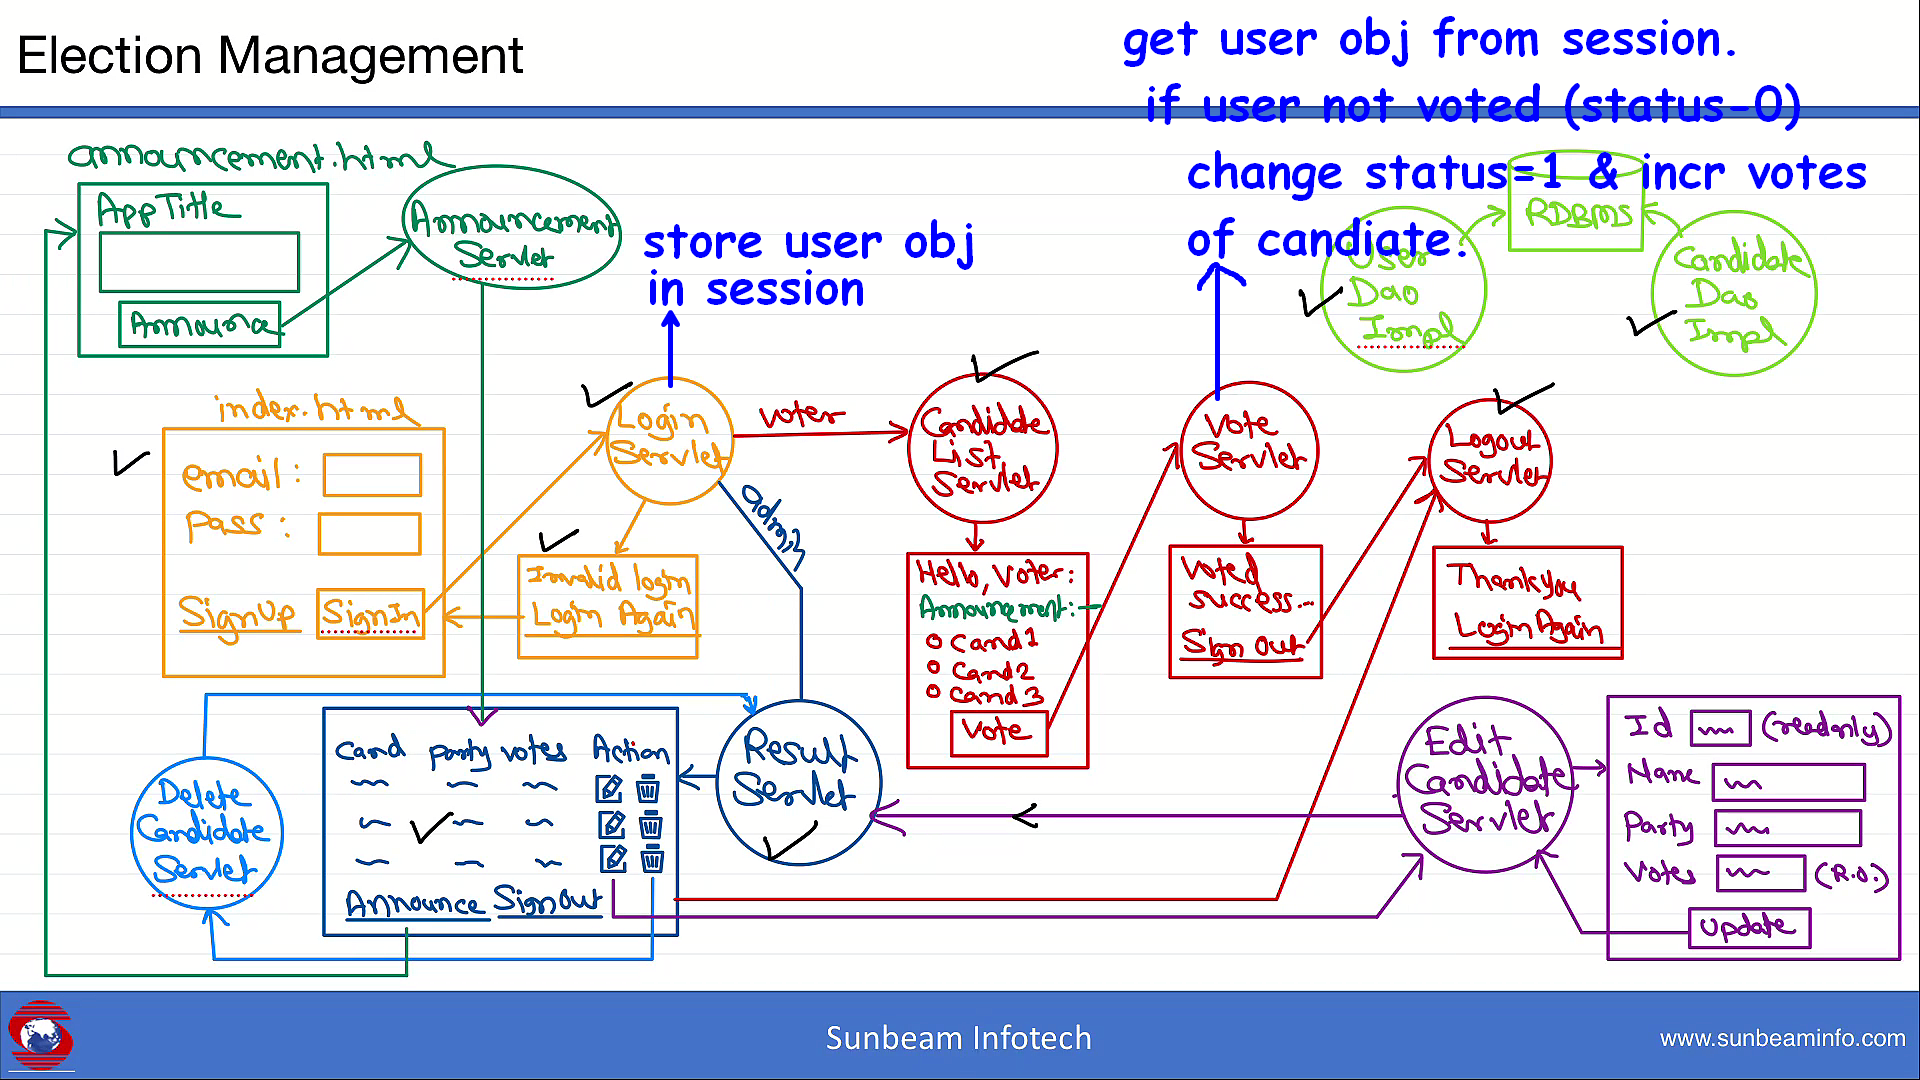 Election Management
get user obj from session.
if user not voted (status-0)
change status=1 & incr votes
of candiate.
announcement.html
App Title
Announce
Announcement
Servlet
store user obj
in session
RDBMS
User
Dao
Impl
Candidate
Dao
Impl
index.html
email:
pass:
SignUp SignIn
Login
Servlet
voter
admin
Invalid login
Login Again
Candidate
List
Servlet
Hello, Voter:
Announcement:-
Cand1
Cand2
Cand3
Vote
Vote
Servlet
Voted
success...
Sign Out
Logout
Servlet
Thankyou
Login Again
Delete
Candidate
Servlet
cand party votes Action
Announce SignOut
Result
Servlet
Edit
Candidate
Servlet
Id (readonly)
Name
Party
Votes (R.O.)
update
Sunbeam Infotech
www.sunbeaminfo.com